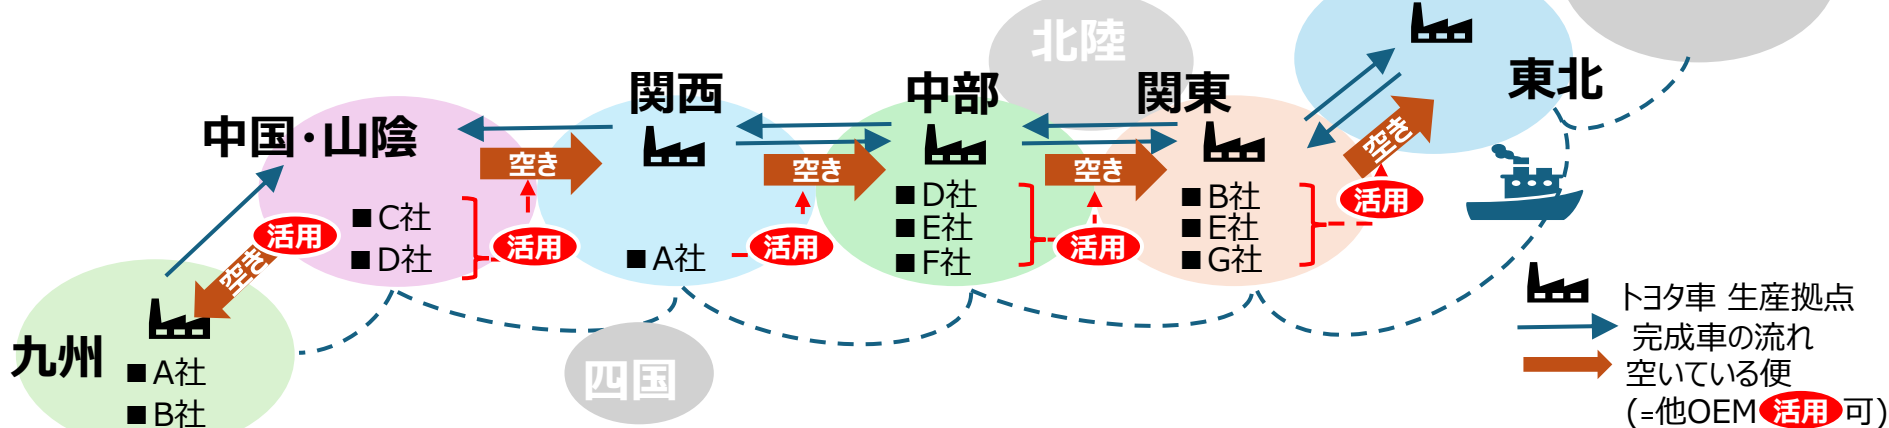 北陸
東北
関西
中部
関東
中国・山陰
空き
空き
空き
空き
■C社
■D社
活用
■A社
活用
■D社
■E社
■F社
活用
■B社
■E社
■G社
活用
活用
空き
九州
■A社
■B社
四国
トヨタ車 生産拠点
完成車の流れ
空いている便
(=他OEM 活用 可)